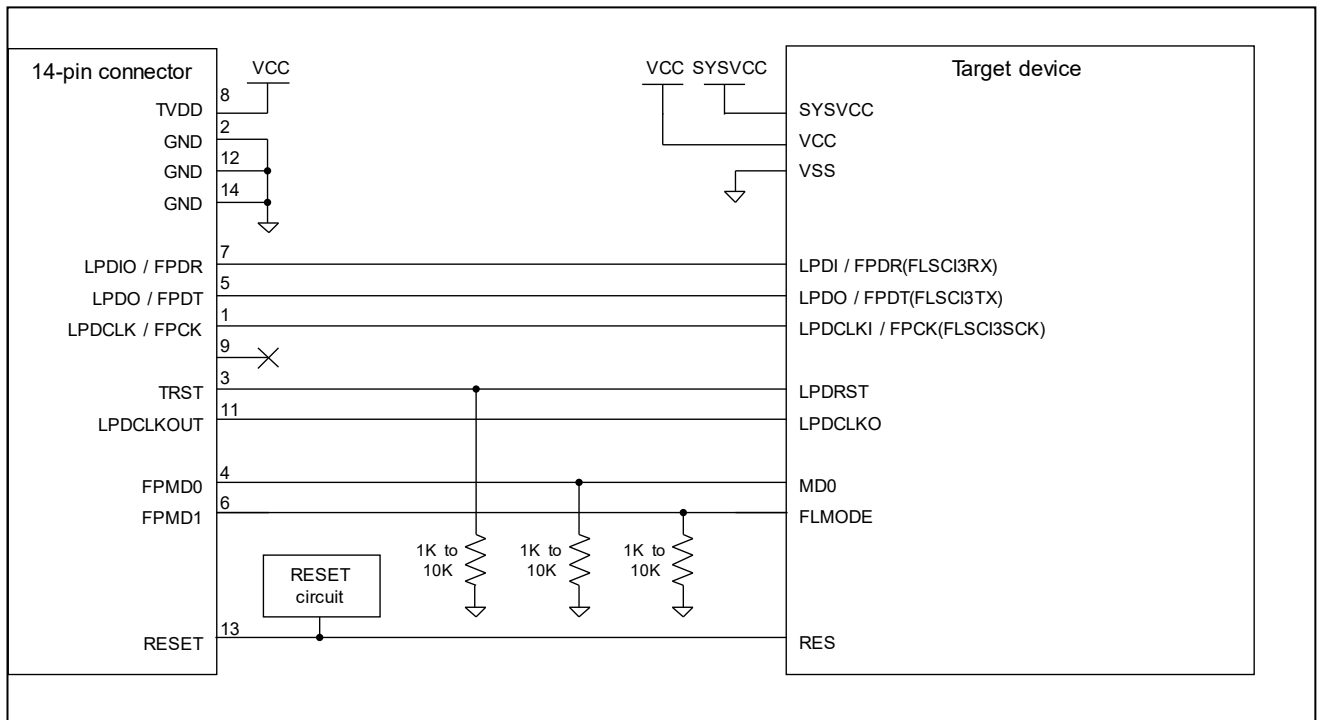 14-pin connector
VCC
VCC
SYSVCC
Target device
8
TVDD
SYSVCC
2
GND
VCC
12
GND
VSS
14
GND
7
LPDIO / FPDR
LPDI / FPDR(FLSCI3RX)
5
LPDO / FPDT
LPDO / FPDT(FLSCI3TX)
1
LPDCLK / FPCK
LPDCLKI / FPCK(FLSCI3SCK)
9
3
TRST
LPDRST
11
LPDCLKOUT
LPDCLKO
4
FPMD0
MD0
6
FPMD1
FLMODE
1K to
10K
1K to
10K
1K to
10K
RESET
circuit
13
RESET
RES